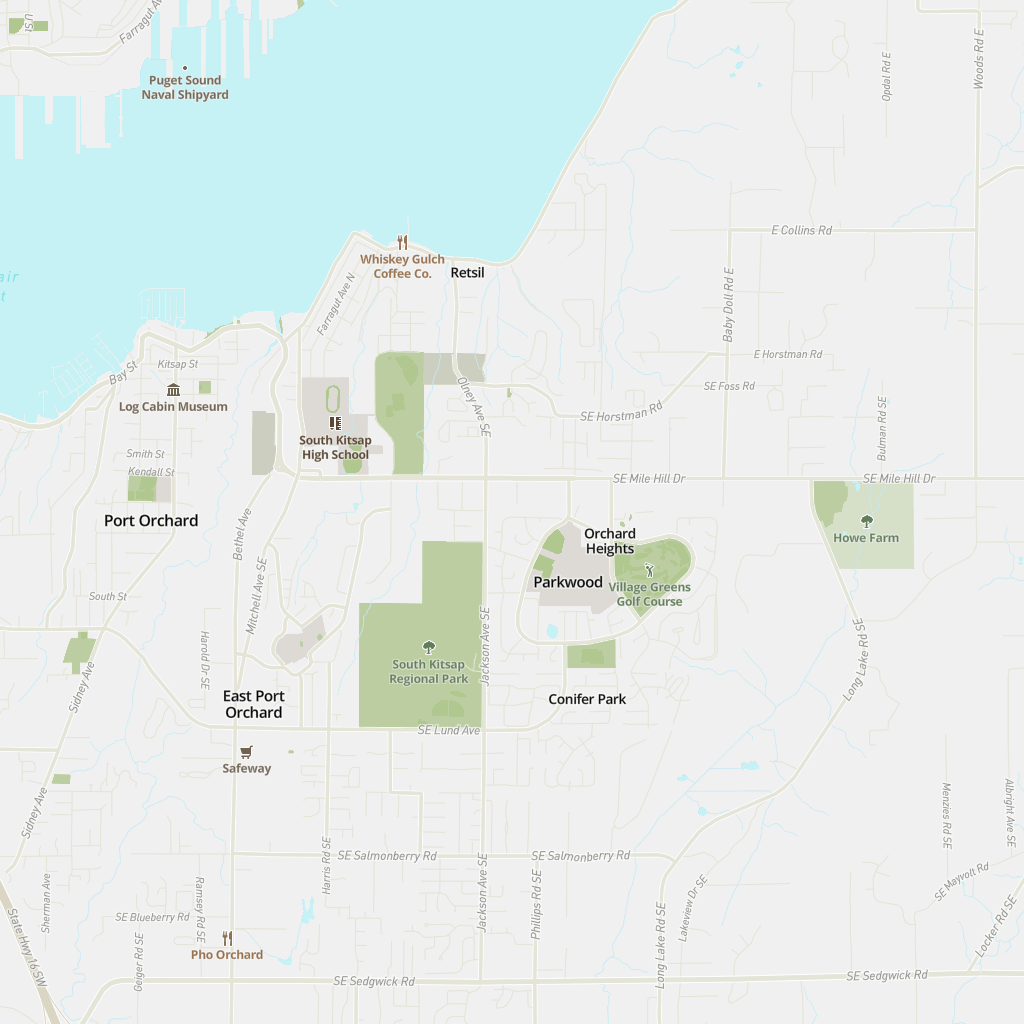 Farragut Av
USt
Puget Sound
Naval Shipyard
Opdal Rd E
Woods Rd E
E Collins Rd
Whiskey Gulch
Coffee Co.
Retsil
air
t
Farragut Ave N
Baby Doll Rd E
Bay St
Kitsap St
E Horstman Rd
SE Foss Rd
Log Cabin Museum
Olney Ave SE
SE Horstman Rd
Bulman Rd SE
South Kitsap
High School
Smith St
Kendall St
SE Mile Hill Dr
SE Mile Hill Dr
Port Orchard
Bethel Ave
Orchard
Heights
Howe Farm
Parkwood
Village Greens
Golf Course
Mitchell Ave SE
South St
Jackson Ave SE
Long Lake Rd SE
Harold Dr SE
Sidney Ave
South Kitsap
Regional Park
East Port
Orchard
Conifer Park
SE Lund Ave
Safeway
Sidney Ave
Menzies Rd SE
Albright Ave SE
Harris Rd SE
SE Salmonberry Rd
SE Salmonberry Rd
Sherman Ave
Ramsey Rd SE
Jackson Ave SE
Phillips Rd SE
Lakeview Dr SE
SE Mayvolt Rd
SE Blueberry Rd
State Hwy 16 SW
Geiger Rd SE
Pho Orchard
Long Lake Rd SE
Locker Rd SE
SE Sedgwick Rd
SE Sedgwick Rd